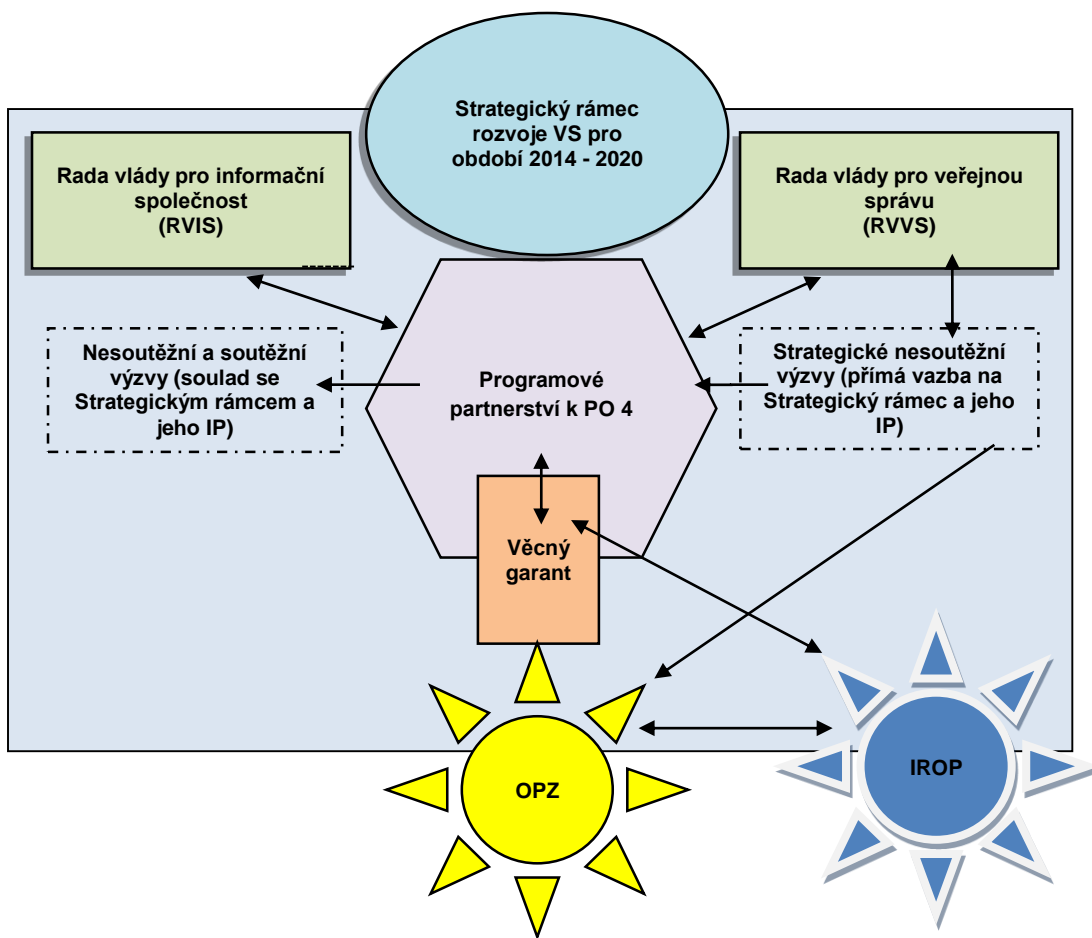 Strategický rámec
rozvoje VS pro
období 2014 - 2020
Rada vlády pro informační
společnost
(RVIS)
Rada vlády pro veřejnou
správu
(RVVS)
Nesoutěžní a soutěžní
výzvy (soulad se
Strategickým rámcem a
jeho IP)
Programové
partnerství k PO 4
Strategické nesoutěžní
výzvy (přímá vazba na
Strategický rámec a jeho
IP)
Věcný
garant
OPZ
IROP